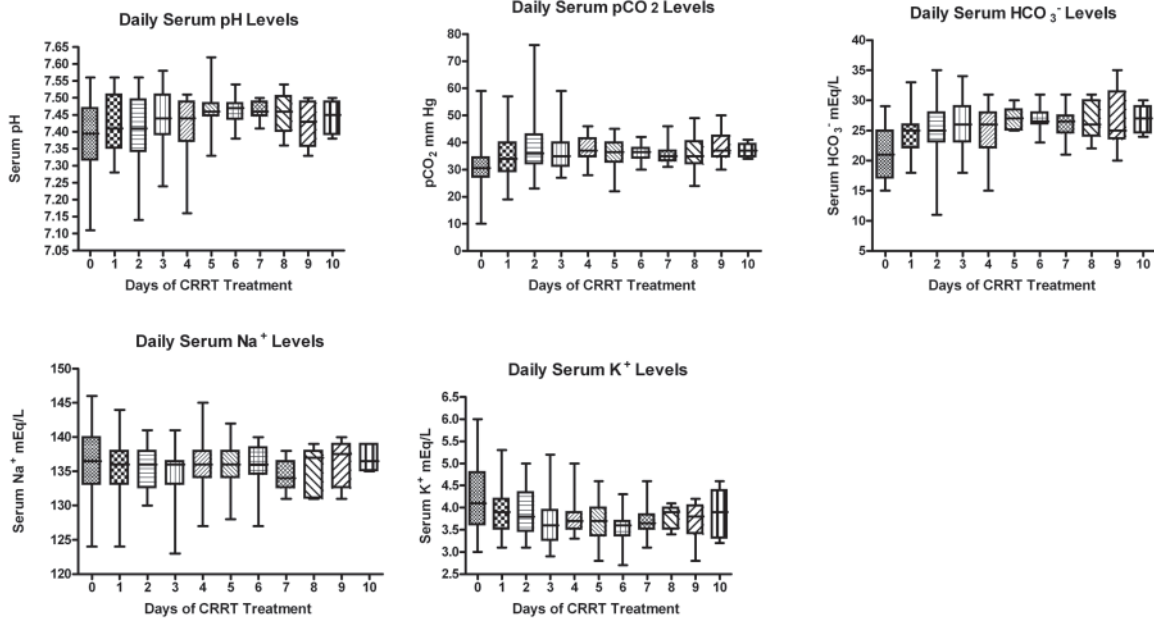 Daily Serum pH Levels
7.65
7.60
7.55
7.50
7.45
7.40
7.35
7.30
7.25
7.20
7.15
7.10
7.05
Serum pH
0 1 2 3 4 5 6 7 8 9 10
Days of CRRT Treatment
Daily Serum pCO 2 Levels
80
70
60
50
40
30
20
10
0
pCO2 mm Hg
0 1 2 3 4 5 6 7 8 9 10
Days of CRRT Treatment
Daily Serum HCO 3- Levels
40
35
30
25
20
15
10
5
Serum HCO3- mEq/L
0 1 2 3 4 5 6 7 8 9 10
Days of CRRT Treatment
Daily Serum Na+ Levels
150
145
140
135
130
125
120
Serum Na+ mEq/L
0 1 2 3 4 5 6 7 8 9 10
Days of CRRT Treatment
Daily Serum K+ Levels
6.5
6.0
5.5
5.0
4.5
4.0
3.5
3.0
2.5
Serum K+ mEq/L
0 1 2 3 4 5 6 7 8 9 10
Days of CRRT Treatment